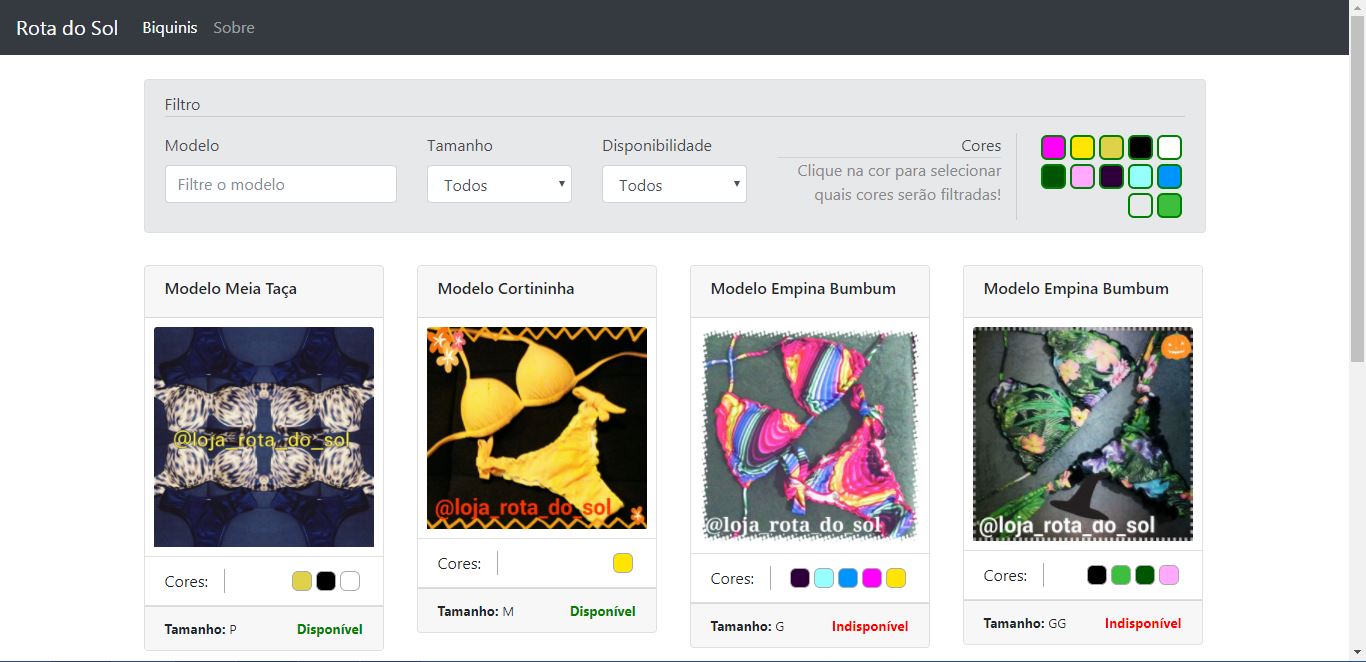 Rota do Sol Biquinis Sobre
Filtro
Modelo
Filtre o modelo
Tamanho
Todos
Disponibilidade
Todos
Cores
Clique na cor para selecionar
quais cores serão filtradas!
Modelo Meia Taça
@loja_rota_do_sol
Cores:
Tamanho: P Disponível
Modelo Cortininha
@loja_rota_do_sol
Cores:
Tamanho: M Disponível
Modelo Empina Bumbum
@loja_rota_do_sol
Cores:
Tamanho: G Indisponível
Modelo Empina Bumbum
@loja_rota_do_sol
Cores:
Tamanho: GG Indisponível